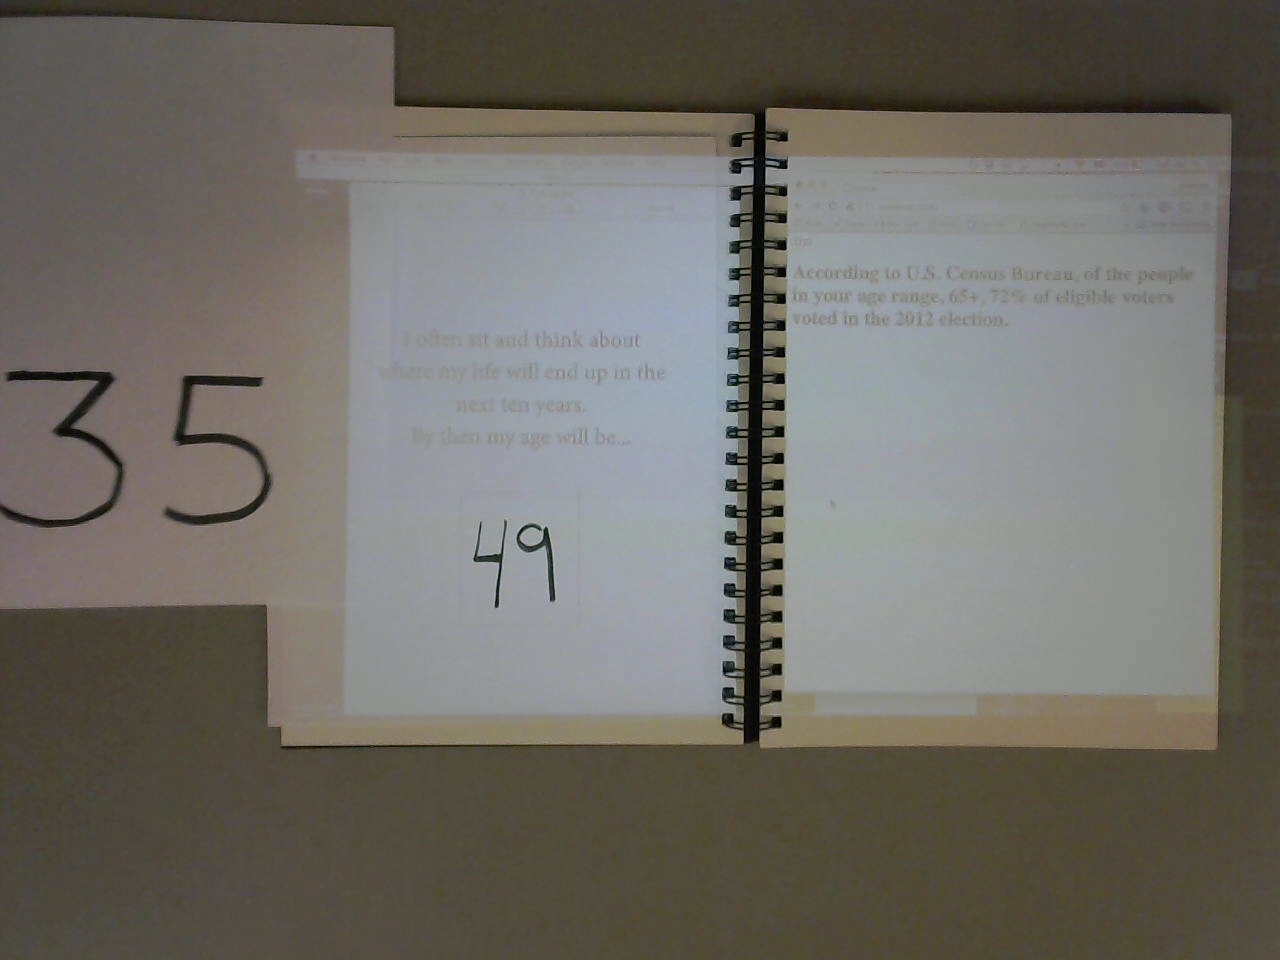 35
I often sit and think about
where my life will end up in the
next ten years.
By then my age will be...
49
According to U.S. Census Bureau, of the people
in your age range, 65+, 72% of eligible voters
voted in the 2012 election.